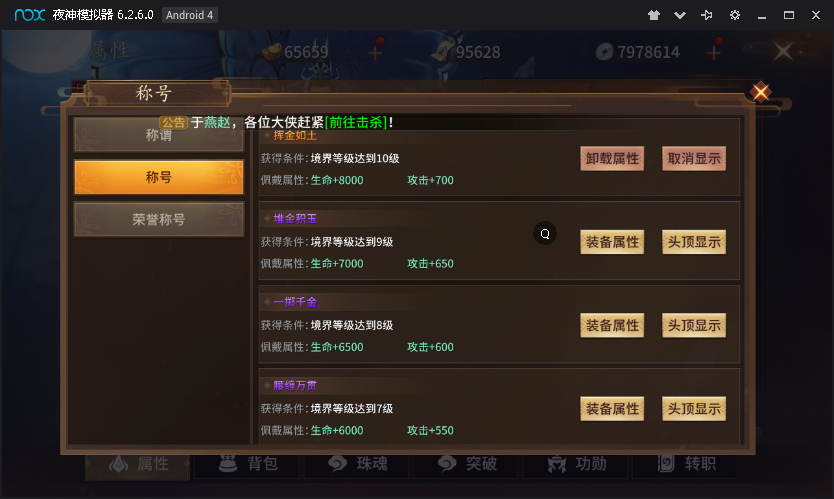 nox 夜神模拟器 6.2.6.0 Android 4
属性 65659 95628 7978614
称号
公告 于燕赵，各位大侠赶紧[前往击杀]！
称谓
称号
荣誉称号
挥金如土
获得条件：境界等级达到10级
佩戴属性：生命+8000 攻击+700
卸载属性 取消显示
堆金积玉
获得条件：境界等级达到9级
佩戴属性：生命+7000 攻击+650
装备属性 头顶显示
一掷千金
获得条件：境界等级达到8级
佩戴属性：生命+6500 攻击+600
装备属性 头顶显示
腰缠万贯
获得条件：境界等级达到7级
佩戴属性：生命+6000 攻击+550
装备属性 头顶显示
Q
属性 背包 珠魂 突破 功勋 转职